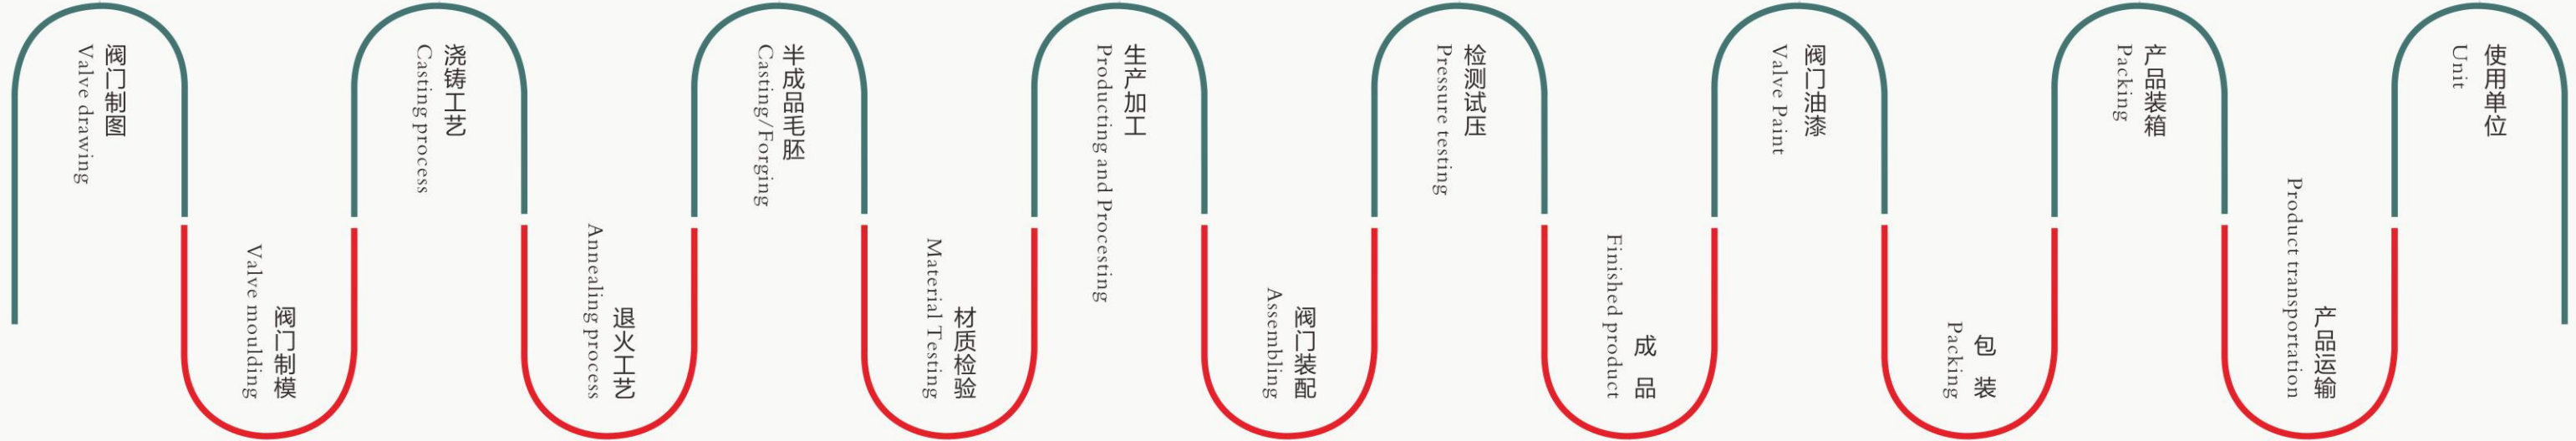 阀门制图
Valve drawing
阀门制模
Valve moulding
浇铸工艺
Casting process
退火工艺
Annealing process
半成品毛胚
Casting/Forging
材质检验
Material Testing
生产加工
Producting and Procesting
阀门装配
Assembling
检测试压
Pressure testing
成 品
Finished product
阀门油漆
Valve Paint
包 装
Packing
产品装箱
Packing
产品运输
Product transportation
使用单位
Unit